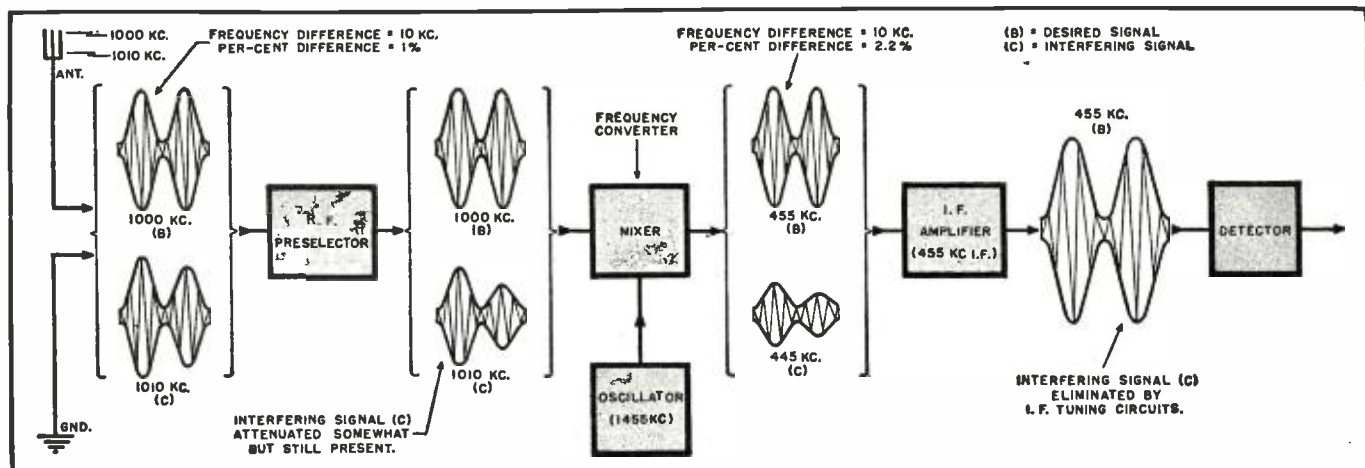 1000 KC.
1010 KC.
ANT.
FREQUENCY DIFFERENCE = 10 KC.
PER-CENT DIFFERENCE = 1%
1000 KC.
(B)
1010 KC.
(C)
GND.
R.F.
PRESELECTOR
1000 KC.
(B)
1010 KC.
(C)
INTERFERING SIGNAL (C)
ATTENUATED SOMEWHAT
BUT STILL PRESENT.
FREQUENCY
CONVERTER
MIXER
OSCILLATOR
(1455KC)
FREQUENCY DIFFERENCE = 10 KC.
PER-CENT DIFFERENCE = 2.2%
455 KC.
(B)
445 KC.
(C)
I.F.
AMPLIFIER
(455 KC I.F.)
(B) = DESIRED SIGNAL
(C) = INTERFERING SIGNAL
455 KC.
(B)
INTERFERING SIGNAL (C)
ELIMINATED BY
I.F. TUNING CIRCUITS.
DETECTOR